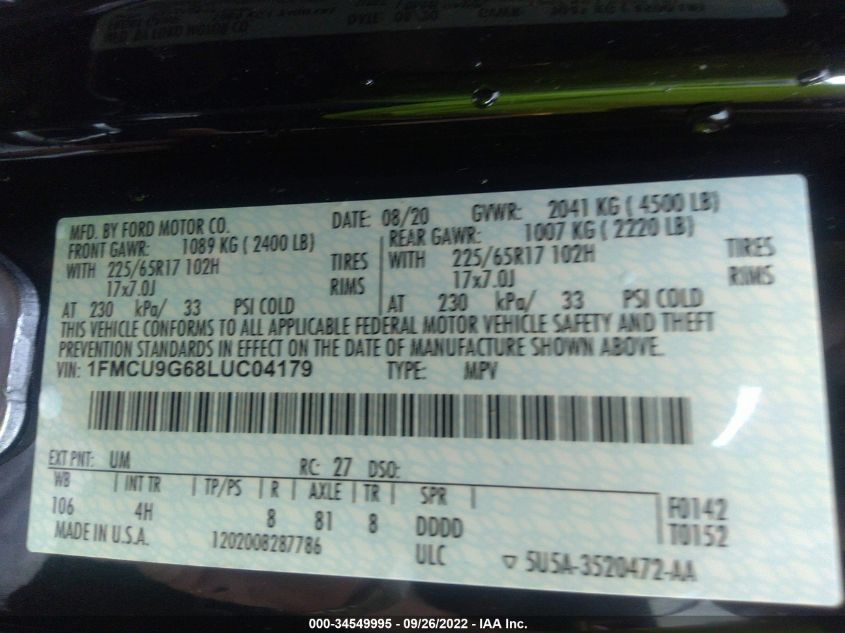 MFD. BY FORD MOTOR CO. DATE: 08/20 GVWR: 2041 KG ( 4500 LB)
FRONT GAWR: 1089 KG ( 2400 LB) REAR GAWR: 1007 KG ( 2220 LB)
WITH 225/65R17 102H TIRES WITH 225/65R17 102H TIRES
17x7.0J RIMS 17x7.0J RIMS
AT 230 kPa/ 33 PSI COLD AT 230 kPa/ 33 PSI COLD
THIS VEHICLE CONFORMS TO ALL APPLICABLE FEDERAL MOTOR VEHICLE SAFETY AND THEFT
PREVENTION STANDARDS IN EFFECT ON THE DATE OF MANUFACTURE SHOWN ABOVE.
VIN: 1FMCU9G68LUC04179 TYPE: MPV
EXT PNT: UM RC: 27 DSO:
WB INT TR TP/PS R AXLE TR SPR F0142
106 4H 8 81 8 DDDD T0152
MADE IN U.S.A. 1202008287786 ULC ▽ 5U5A-3520472-AA
000-34549995 - 09/26/2022 - IAA Inc.